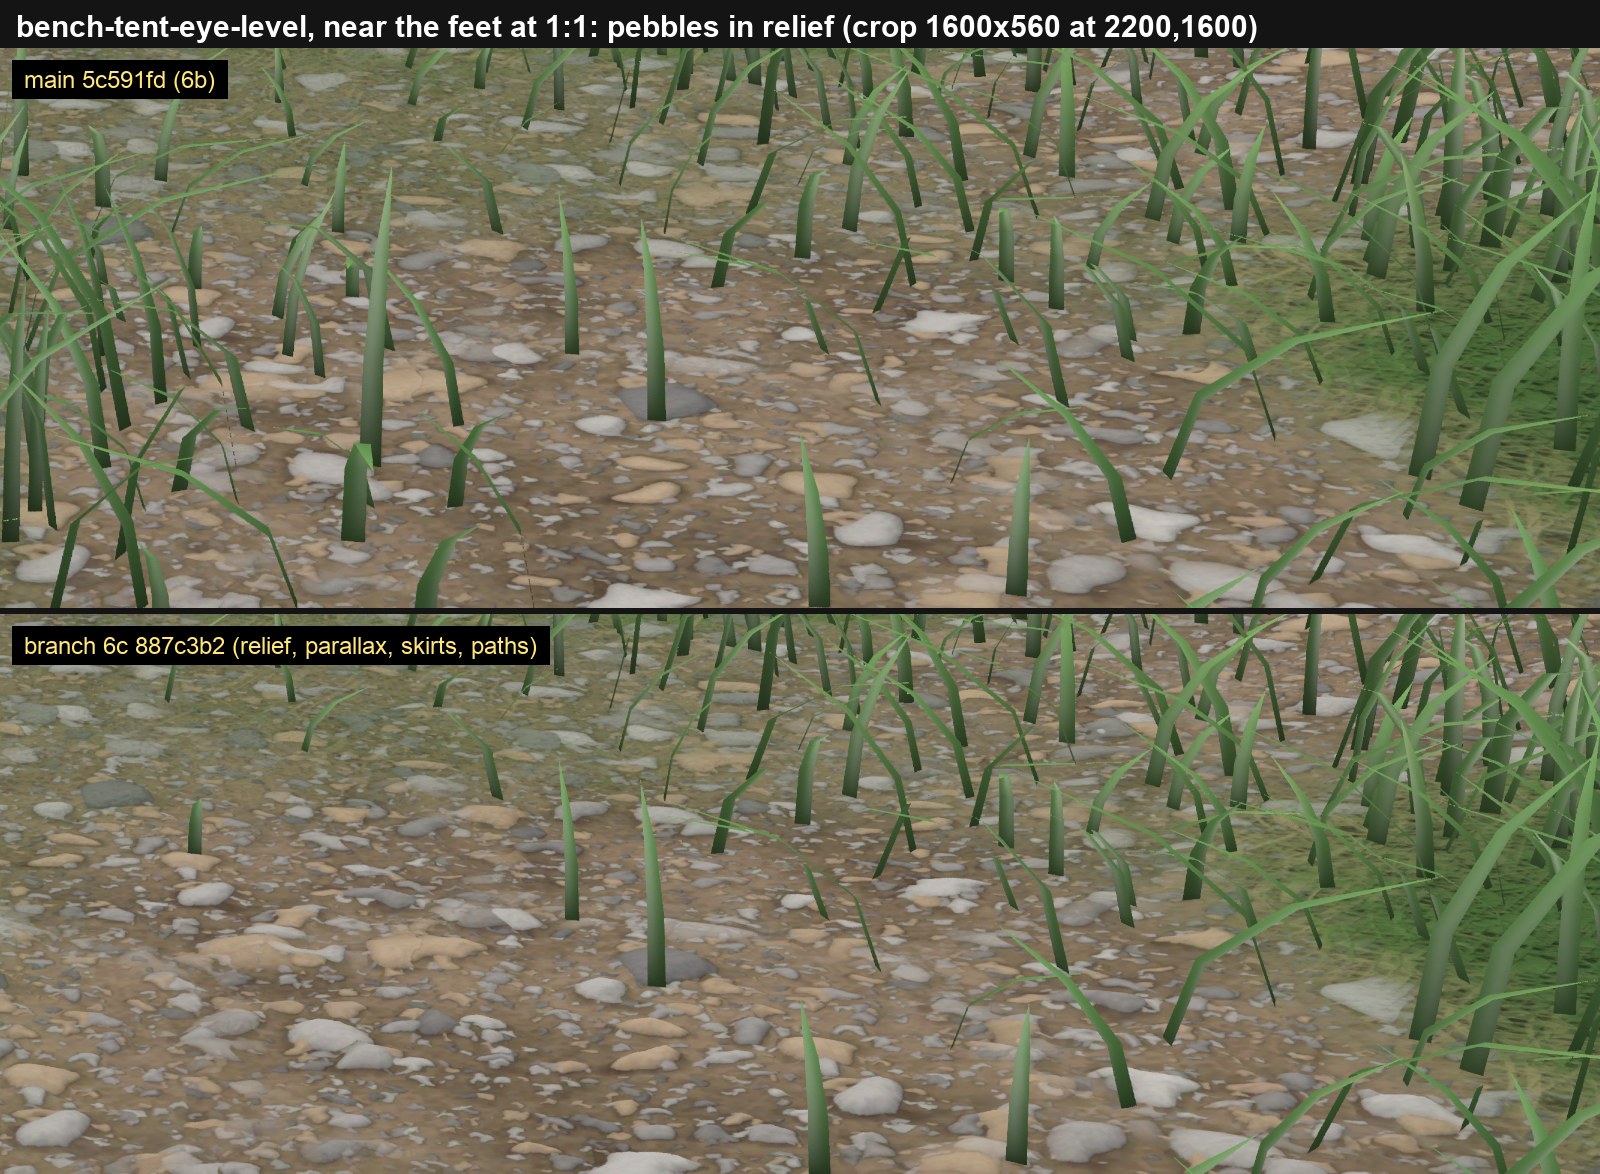 bench-tent-eye-level, near the feet at 1:1: pebbles in relief (crop 1600x560 at 2200,1600)
main 5c591fd (6b)
branch 6c 887c3b2 (relief, parallax, skirts, paths)